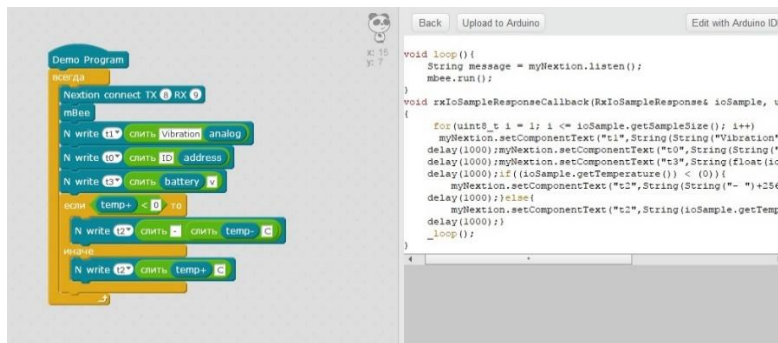 x: 15
y: 7
Demo Program
всегда
Nextion connect TX 8 RX 9
mBee
N write t1 слить Vibration analog
N write t0 слить ID address
N write t3 слить battery v
если temp+ < 0 то
N write t2 слить - слить temp- C
иначе
N write t2 слить temp+ C
Back Upload to Arduino Edit with Arduino ID
void loop(){
String message = myNextion.listen();
mbee.run();
}
void rxIoSampleResponseCallback(RxIoSampleResponse& ioSample, u
{
for(uint8_t i = 1; i <= ioSample.getSampleSize(); i++)
myNextion.setComponentText("t1",String(String("Vibration"
delay(1000);myNextion.setComponentText("t0",String(String("
delay(1000);myNextion.setComponentText("t3",String(float(io
delay(1000);if((ioSample.getTemperature()) < (0)){
myNextion.setComponentText("t2",String(String("- ")+256
delay(1000);}else{
myNextion.setComponentText("t2",String(ioSample.getTemp
delay(1000);}
_loop();
}